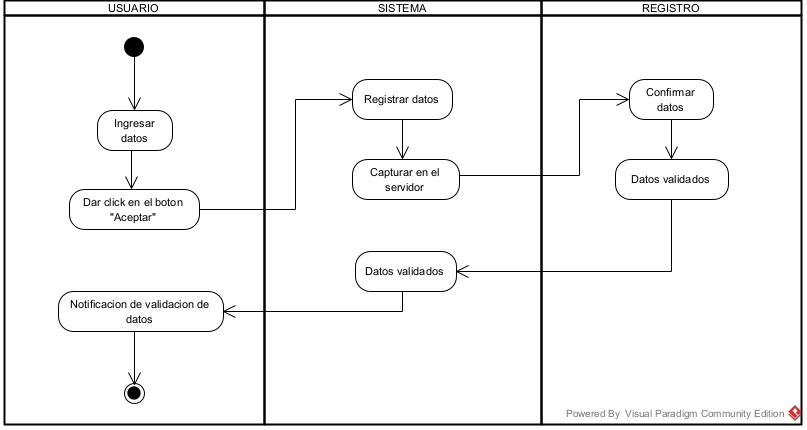 USUARIO
SISTEMA
REGISTRO
Ingresar
datos
Dar click en el boton
"Aceptar"
Registrar datos
Capturar en el
servidor
Confirmar
datos
Datos validados
Datos validados
Notificacion de validacion de
datos
Powered By Visual Paradigm Community Edition